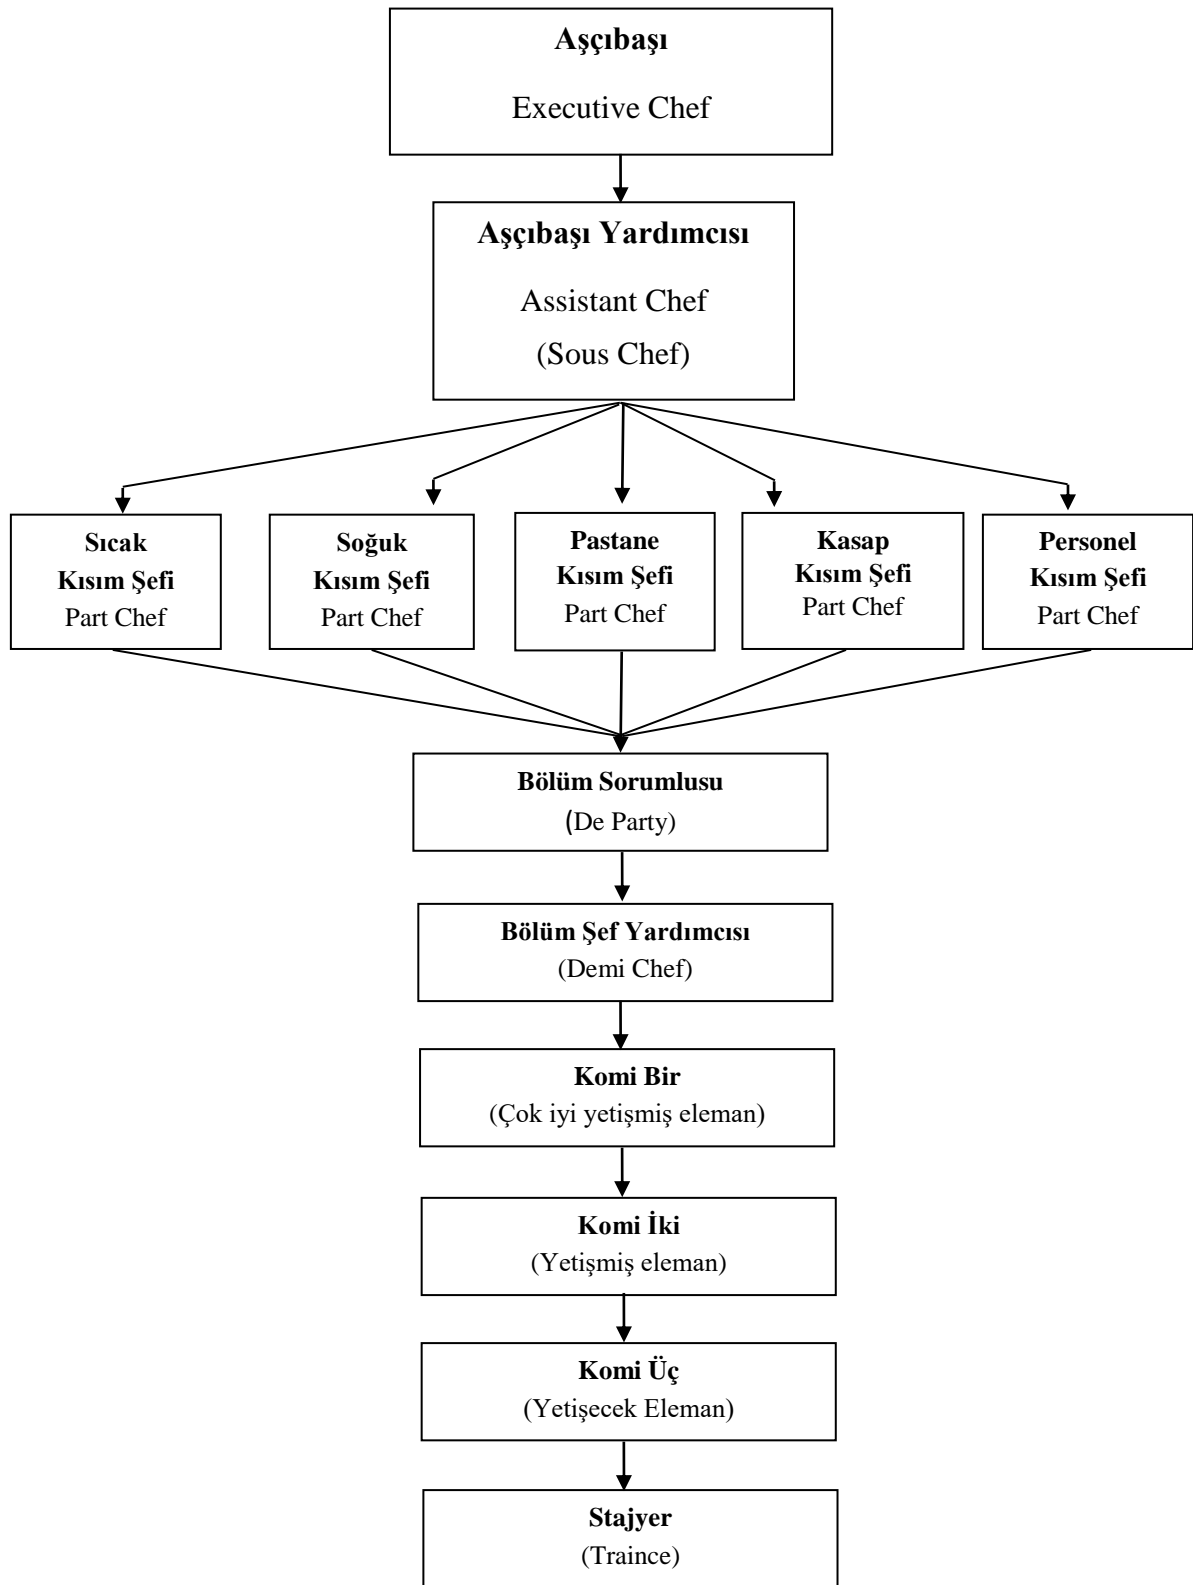 Aşçıbaşı
Executive Chef
Aşçıbaşı Yardımcısı
Assistant Chef
(Sous Chef)
Sıcak
Kısım Şefi
Part Chef
Soğuk
Kısım Şefi
Part Chef
Pastane
Kısım Şefi
Part Chef
Kasap
Kısım Şefi
Part Chef
Personel
Kısım Şefi
Part Chef
Bölüm Sorumlusu
(De Party)
Bölüm Şef Yardımcısı
(Demi Chef)
Komi Bir
(Çok iyi yetişmiş eleman)
Komi İki
(Yetişmiş eleman)
Komi Üç
(Yetişecek Eleman)
Stajyer
(Traince)